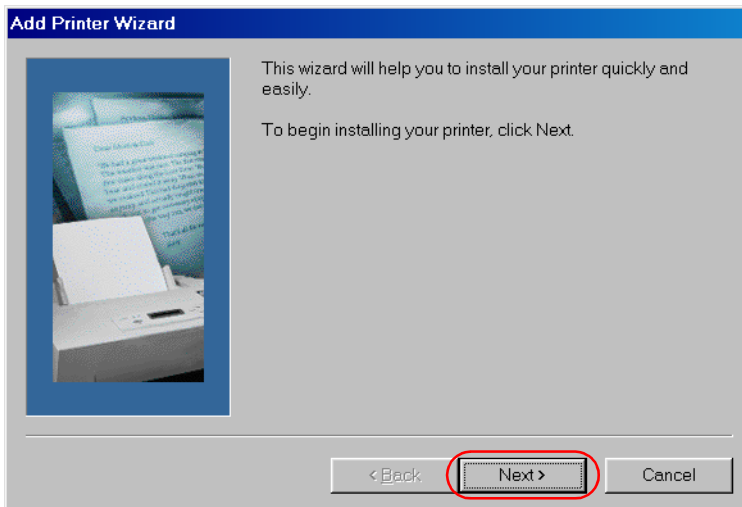 Add Printer Wizard
This wizard will help you to install your printer quickly and
easily.
To begin installing your printer, click Next.
< Back
Next >
Cancel